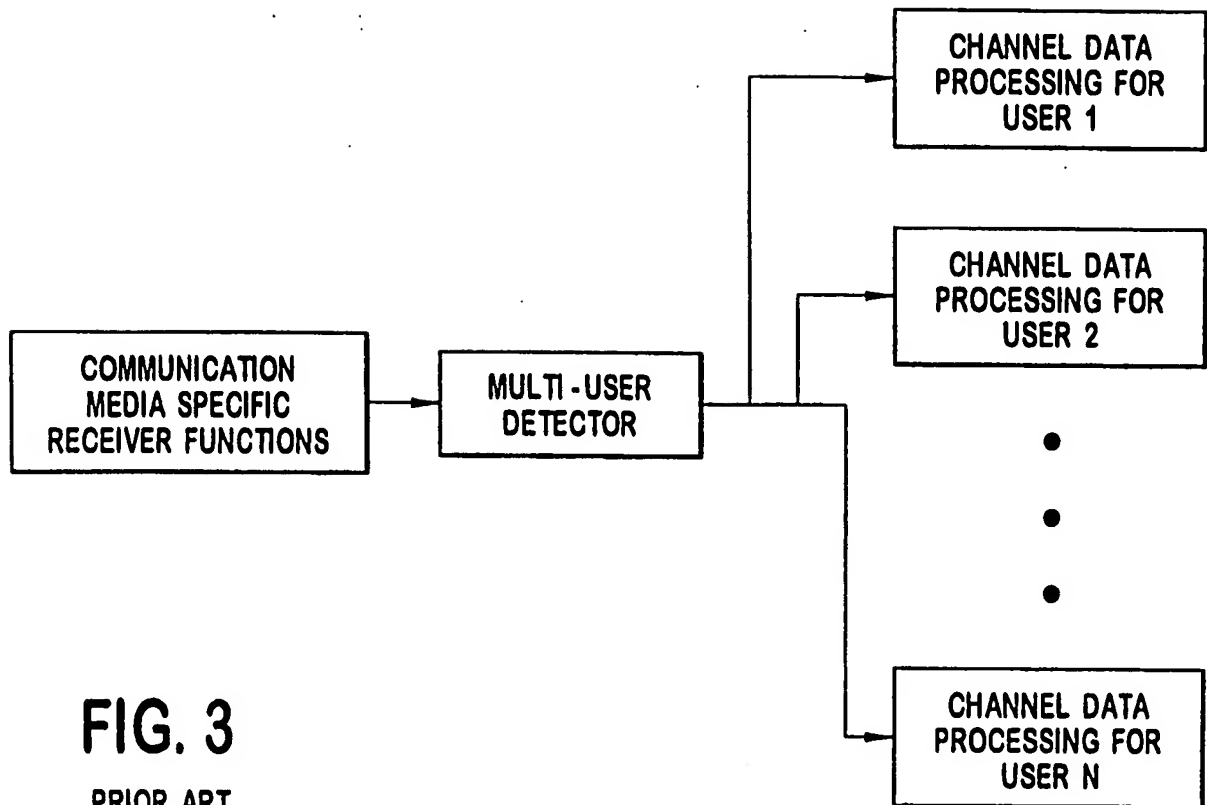 CHANNEL DATA
PROCESSING FOR
USER 1
CHANNEL DATA
PROCESSING FOR
USER 2
COMMUNICATION
MEDIA SPECIFIC
RECEIVER FUNCTIONS
MULTI-USER
DETECTOR
CHANNEL DATA
PROCESSING FOR
USER N
FIG. 3
PRIOR ART